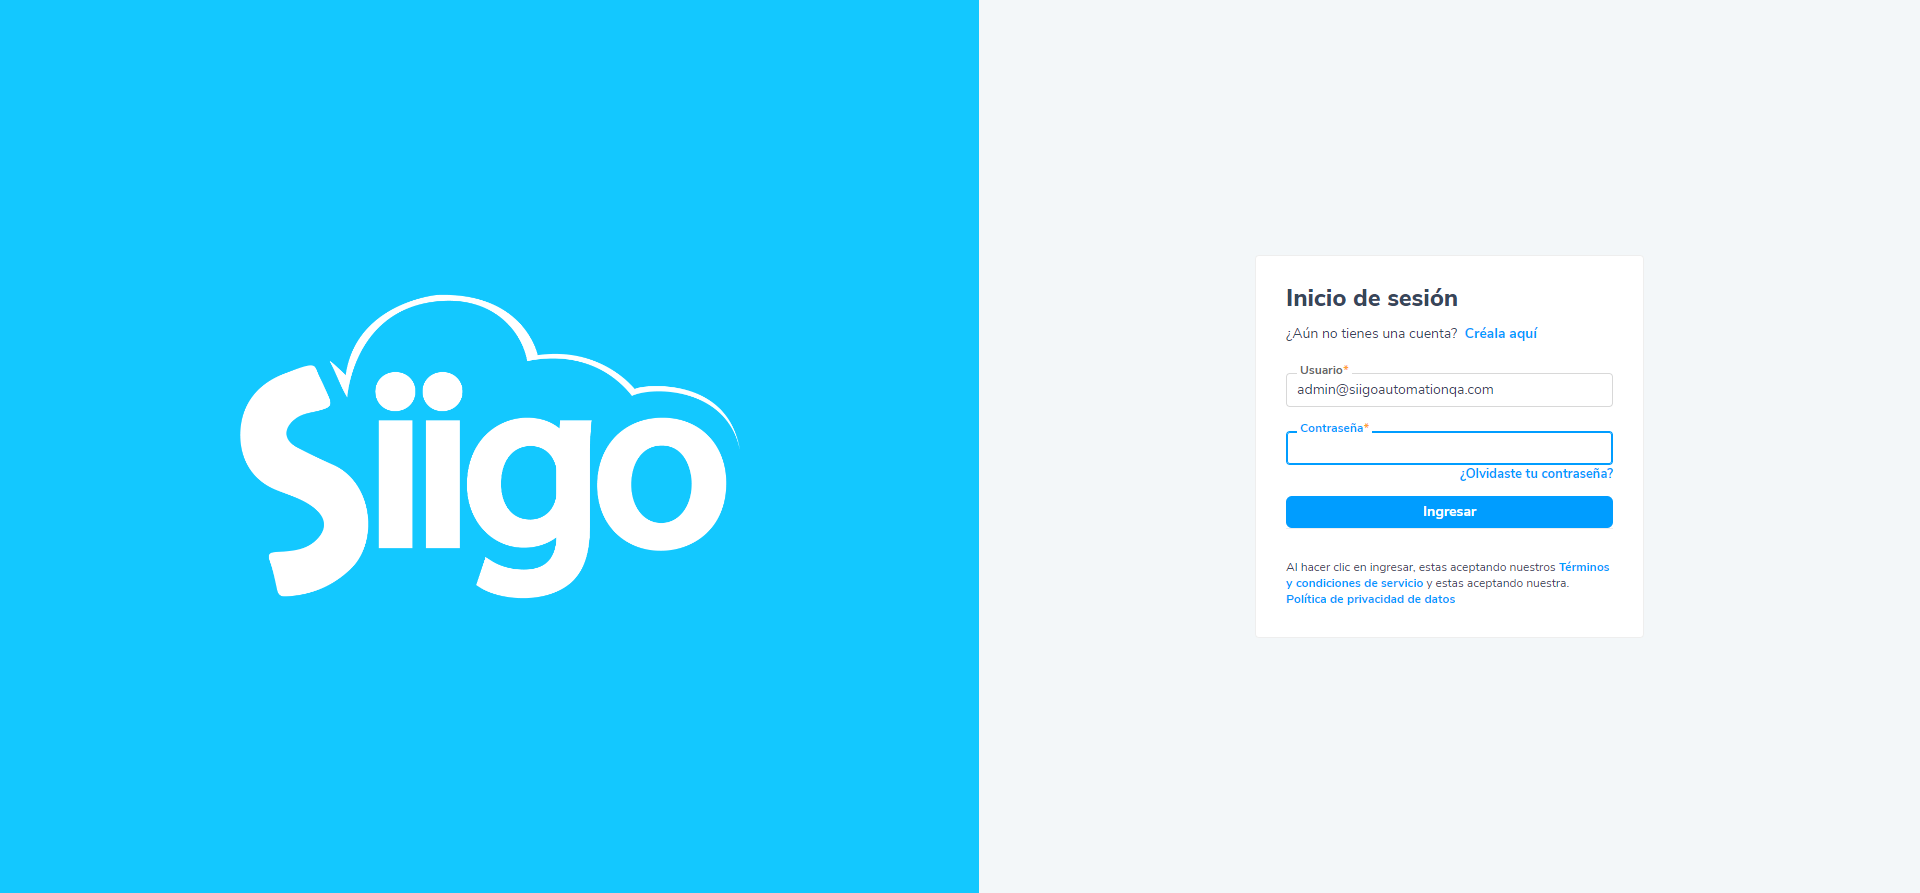 Siigo
Inicio de sesión
¿Aún no tienes una cuenta? Créala aquí
Usuario*
admin@siigoautomationqa.com
Contraseña*
¿Olvidaste tu contraseña?
Ingresar
Al hacer clic en ingresar, estas aceptando nuestros Términos
y condiciones de servicio y estas aceptando nuestra.
Política de privacidad de datos